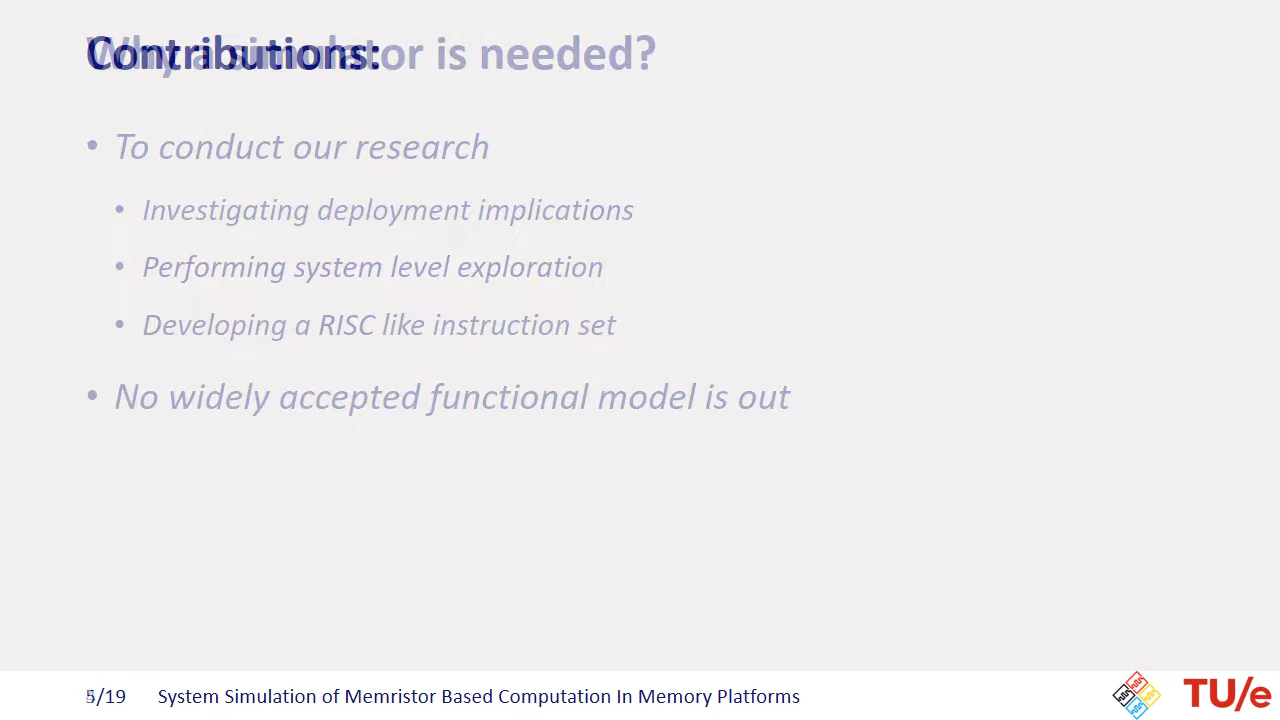 Why a simulator is needed?
Contributions:
• To conduct our research
• Investigating deployment implications
• Performing system level exploration
• Developing a RISC like instruction set
• No widely accepted functional model is out
5/19 System Simulation of Memristor Based Computation In Memory Platforms
TU/e